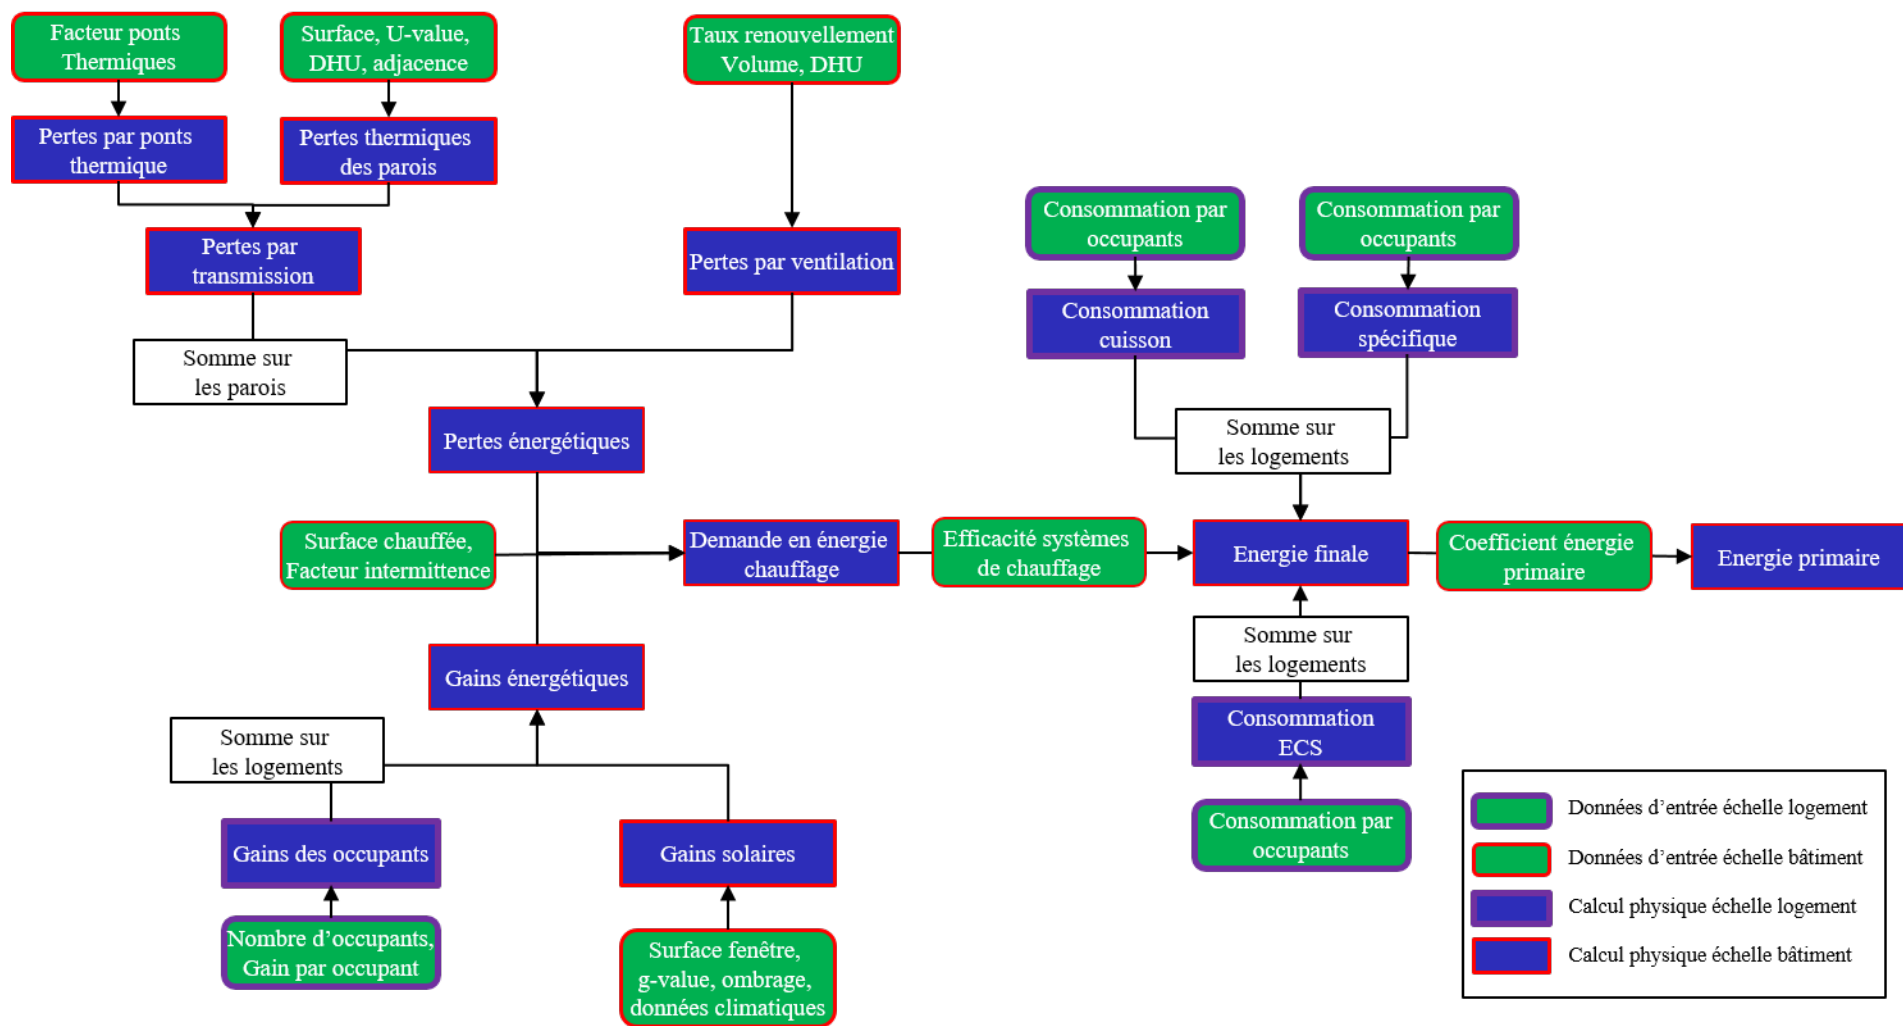 Facteur ponts
Thermiques
Surface, U-value,
DHU, adjacence
Taux renouvellement
Volume, DHU
Pertes par ponts
thermique
Pertes thermiques
des parois
Pertes par
transmission
Pertes par ventilation
Consommation par
occupants
Consommation par
occupants
Consommation
cuisson
Consommation
spécifique
Somme sur
les parois
Pertes énergétiques
Somme sur
les logements
Surface chauffée,
Facteur intermittence
Demande en énergie
chauffage
Efficacité systèmes
de chauffage
Energie finale
Coefficient énergie
primaire
Energie primaire
Somme sur
les logements
Gains énergétiques
Consommation
ECS
Somme sur
les logements
Gains des occupants
Gains solaires
Consommation par
occupants
Nombre d’occupants,
Gain par occupant
Surface fenêtre,
g-value, ombrage,
données climatiques
Données d’entrée échelle logement
Données d’entrée échelle bâtiment
Calcul physique échelle logement
Calcul physique échelle bâtiment